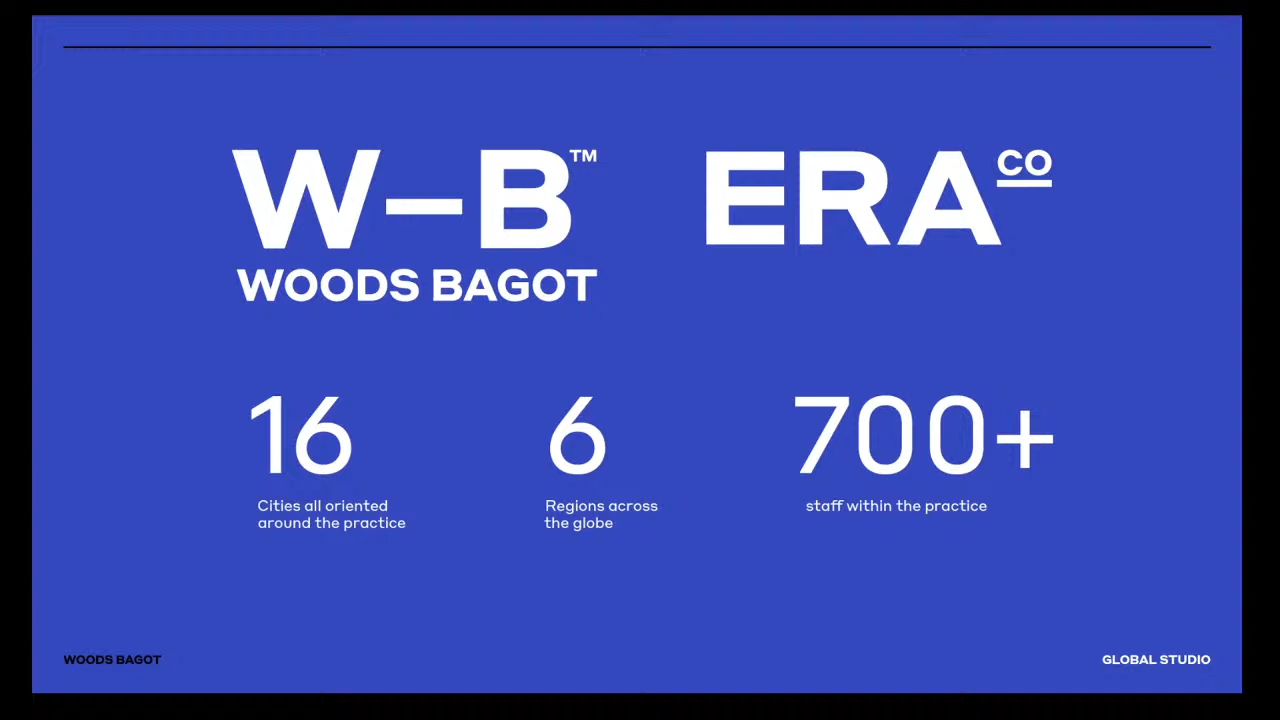 W–B™
ERA CO
WOODS BAGOT
16
6
700+
Cities all oriented
around the practice
Regions across
the globe
staff within the practice
WOODS BAGOT
GLOBAL STUDIO